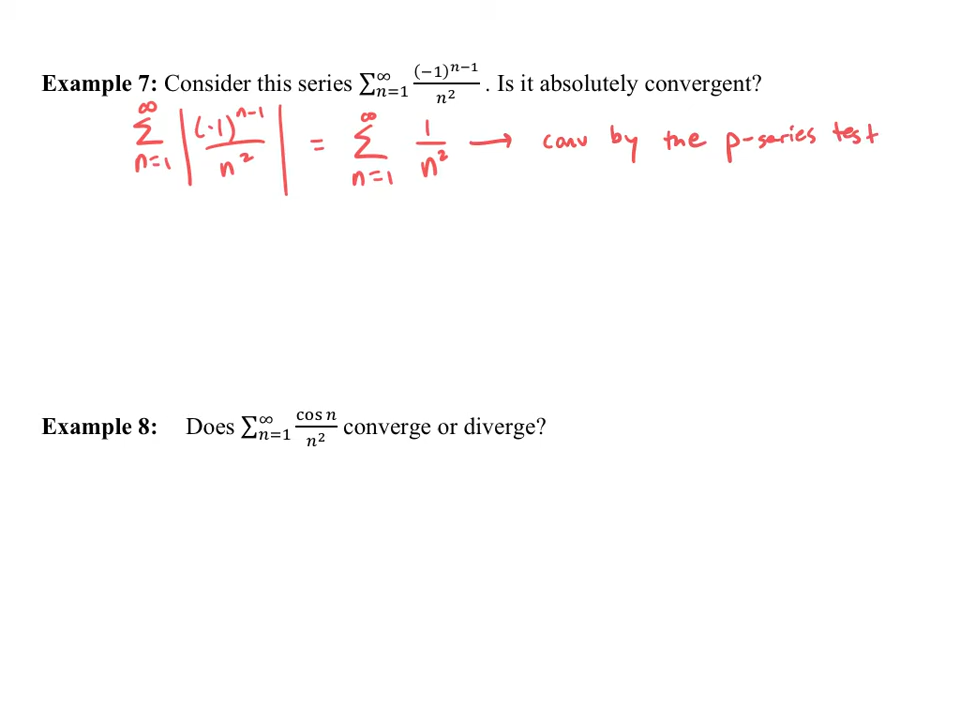 Example 7: Consider this series ∑_{n=1}^{∞} (−1)^{n−1}/n². Is it absolutely convergent?
∑_{n=1}^{∞} |(-1)^{n-1}/n²| = ∑_{n=1}^{∞} 1/n² → conv by the p-series test
Example 8: Does ∑_{n=1}^{∞} cos n/n² converge or diverge?